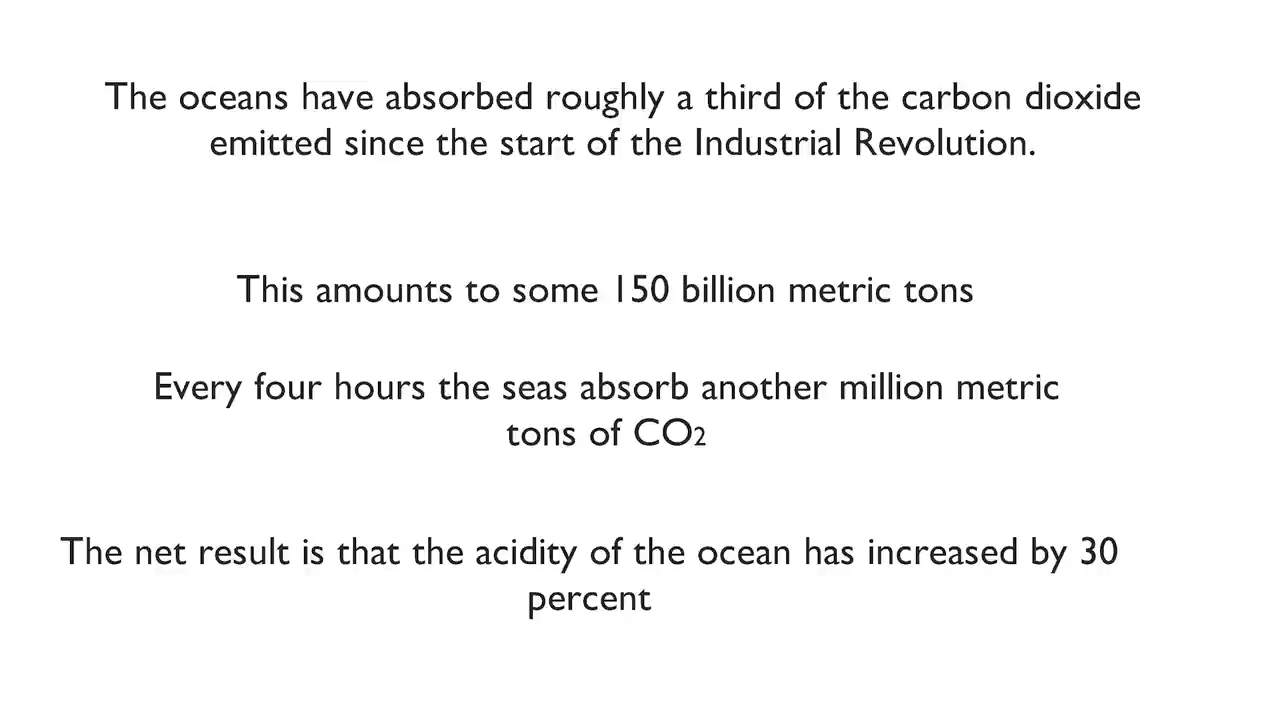 The oceans have absorbed roughly a third of the carbon dioxide
emitted since the start of the Industrial Revolution.
This amounts to some 150 billion metric tons
Every four hours the seas absorb another million metric
tons of CO2
The net result is that the acidity of the ocean has increased by 30
percent